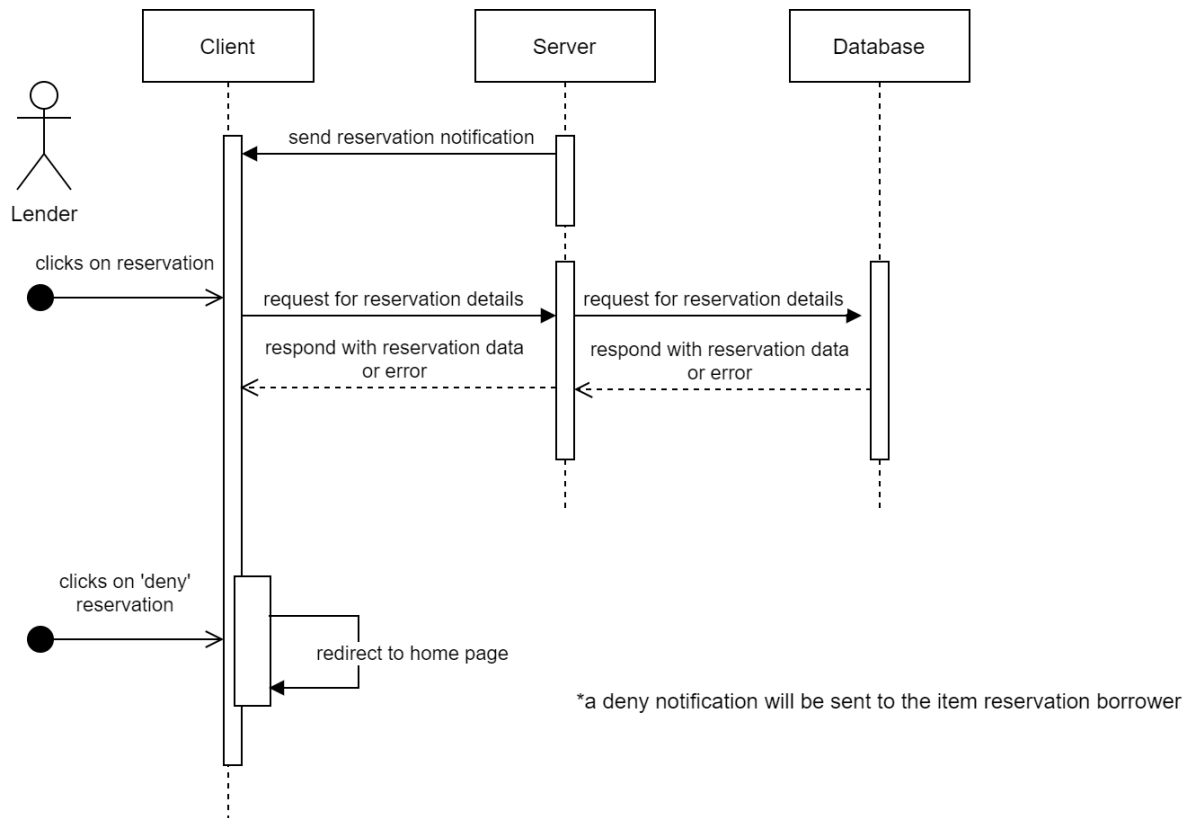 Client
Server
Database
send reservation notification
Lender
clicks on reservation
request for reservation details
request for reservation details
respond with reservation data
or error
respond with reservation data
or error
clicks on 'deny'
reservation
redirect to home page
*a deny notification will be sent to the item reservation borrower